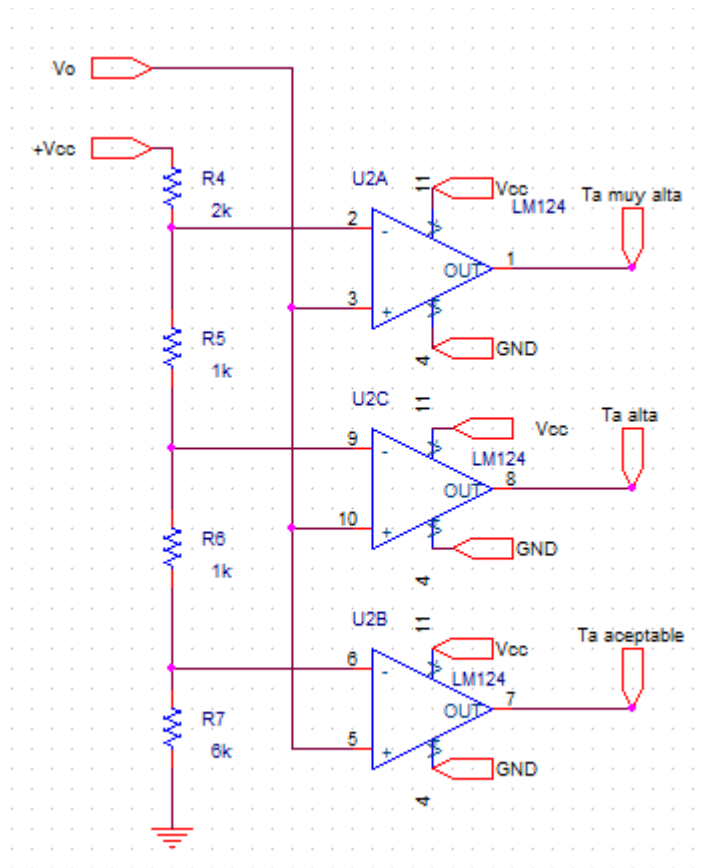 Vo
+Vcc
R4
2k
U2A
11
Vcc
LM124
Ta muy alta
2
-
OUT
1
3
+
4
GND
R5
1k
U2C
11
Vcc
Ta alta
9
-
LM124
OUT
8
10
+
GND
4
R6
1k
U2B
11
Vcc
Ta aceptable
6
-
LM124
OUT
7
5
+
GND
4
R7
6k